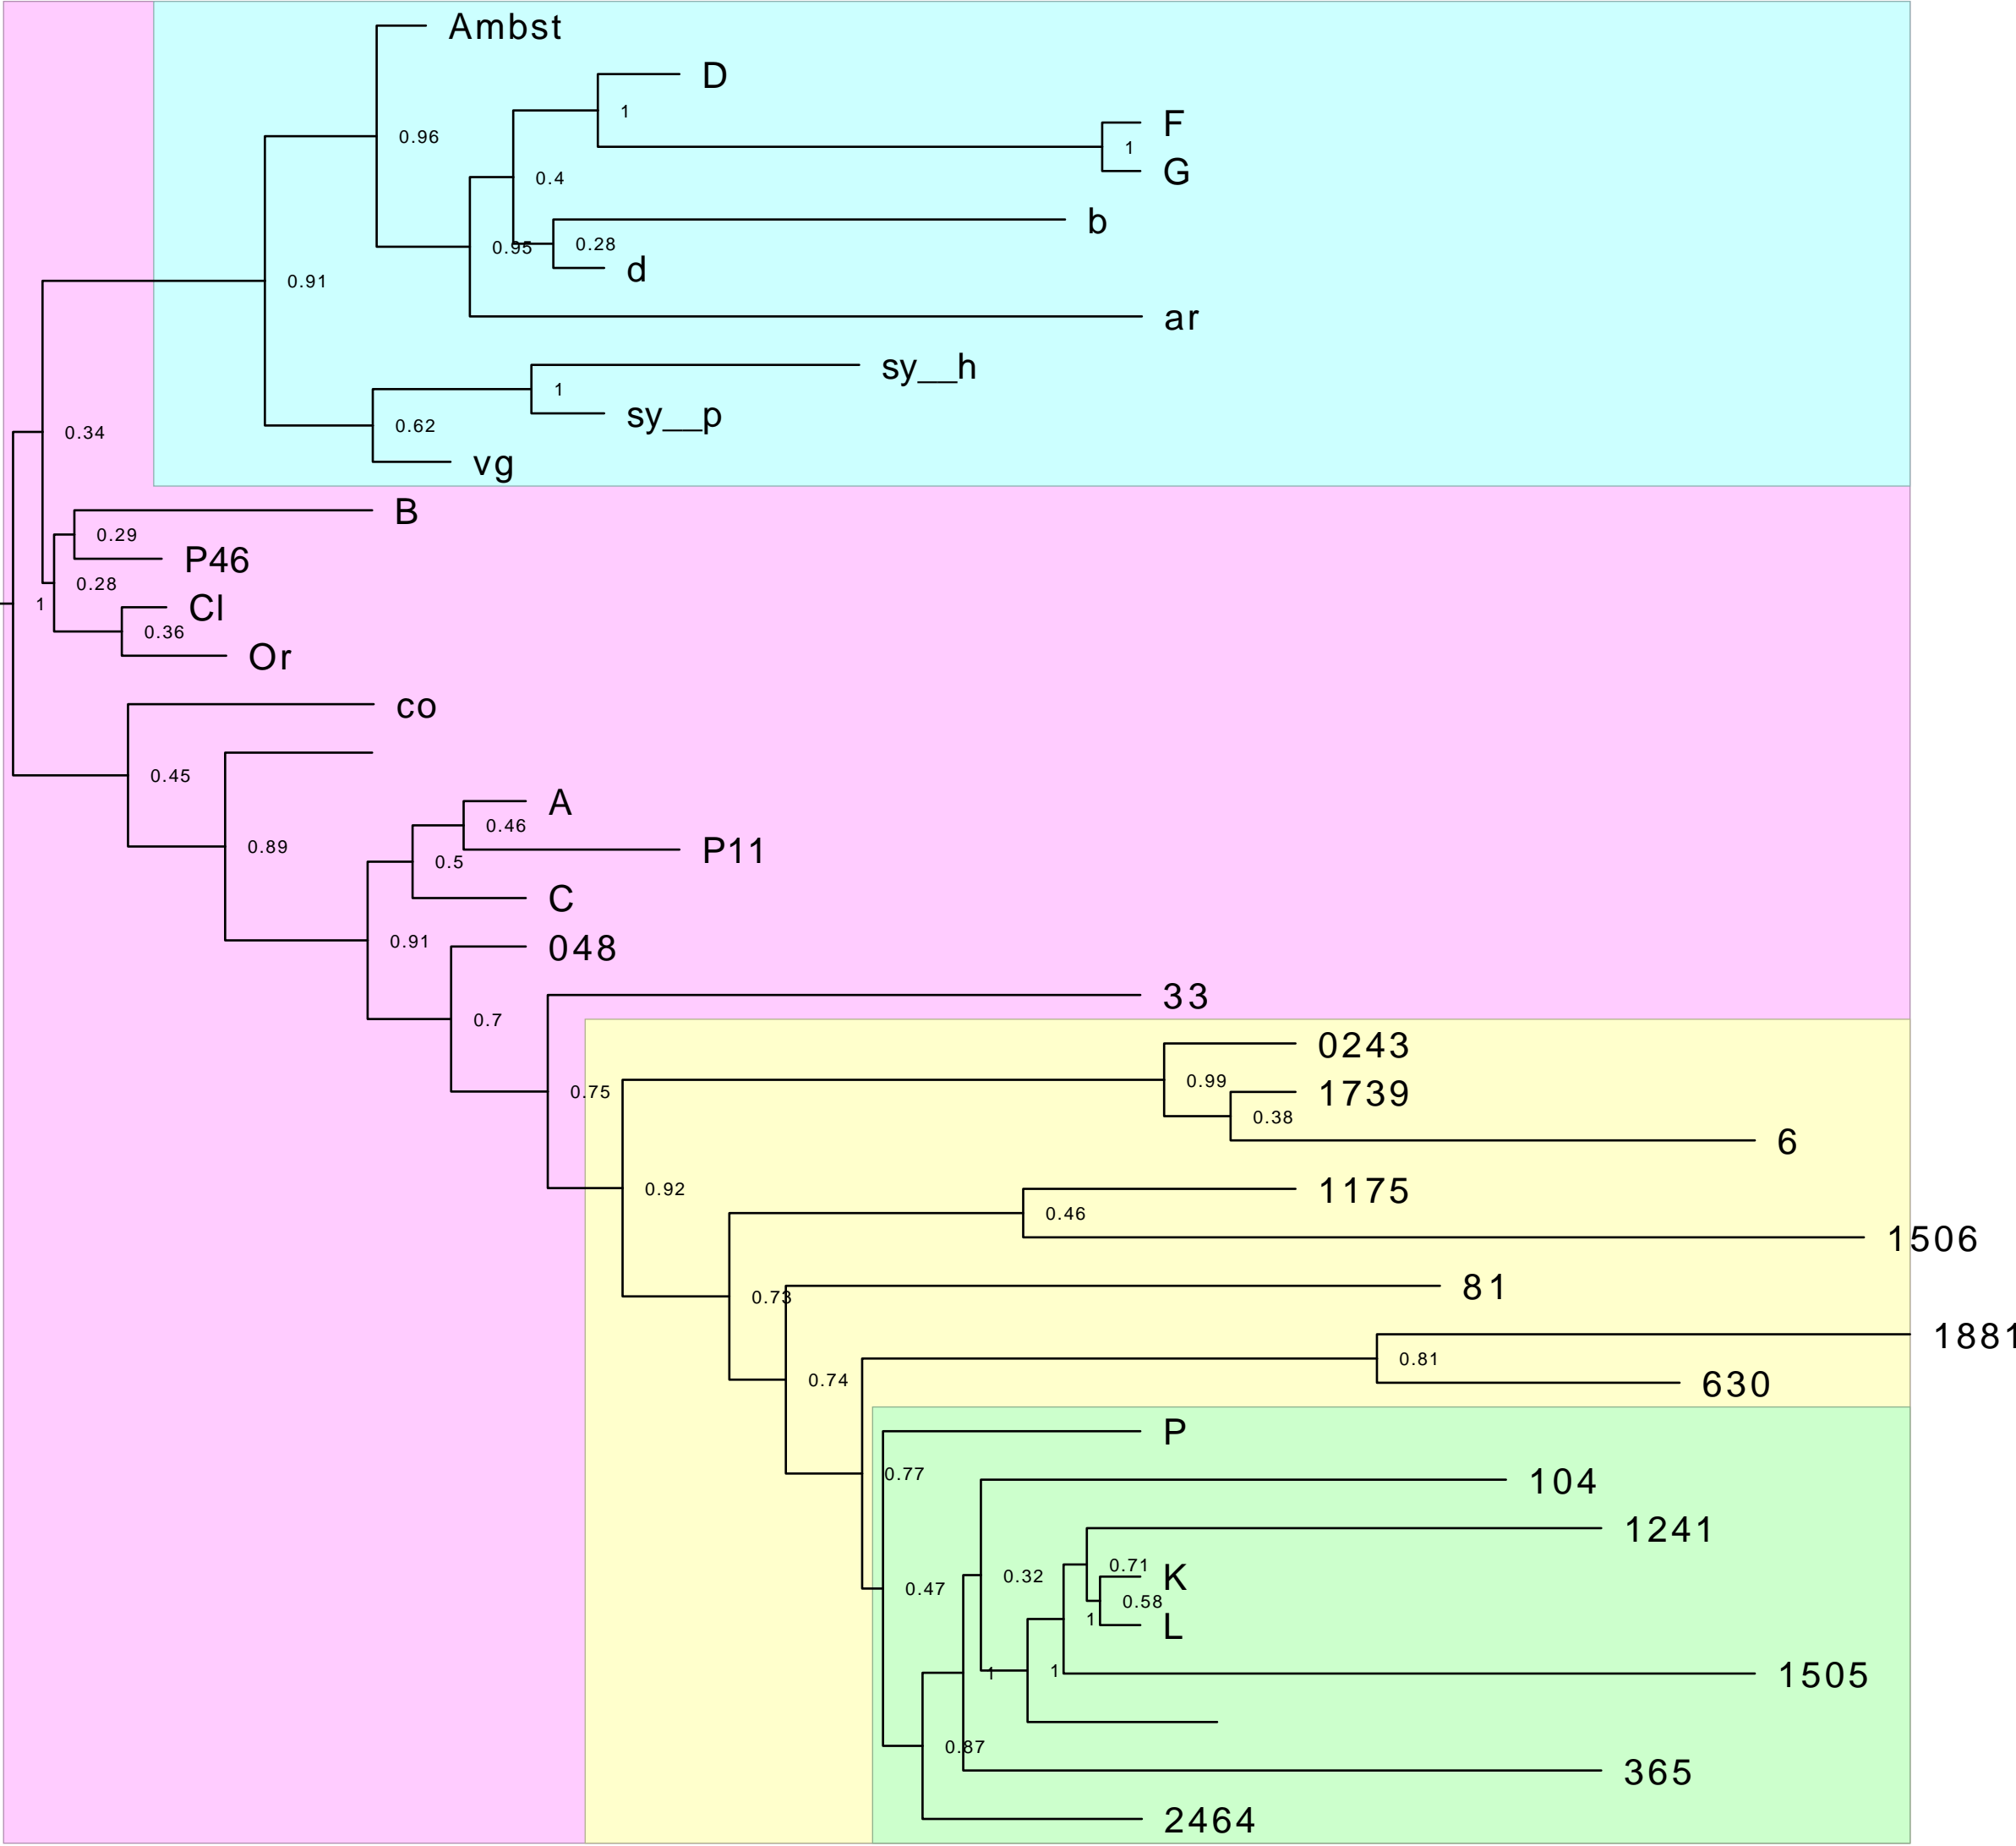 Ambst
D
1
F
0.96
1
G
0.4
b
0.28
0.95
d
0.91
ar
sy__h
1
sy__p
0.62
0.34
vg
B
0.29
P46
0.28
1
Cl
0.36
Or
co
0.45
A
0.46
0.89
P11
0.5
C
0.91
048
33
0.7
0243
0.99
0.75
1739
0.38
6
0.92
1175
0.46
1506
81
0.73
1881
0.81
0.74
630
P
0.77
104
1241
0.71
0.32
K
0.47
0.58
1
L
1
1
1505
0.87
365
2464